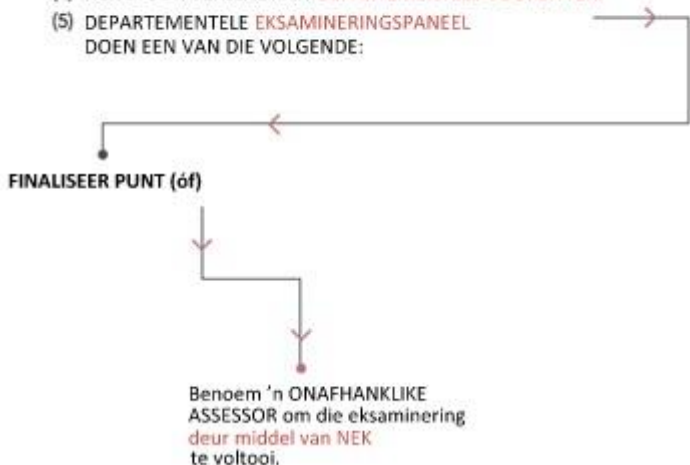 (5) DEPARTEMENTELE EKSAMINERINGSPANEEL
DOEN EEN VAN DIE VOLGENDE:
FINALISEER PUNT (óf)
Benoem 'n ONAFHANKLIKE
ASSESSOR om die eksaminering
deur middel van NEK
te voltooi.